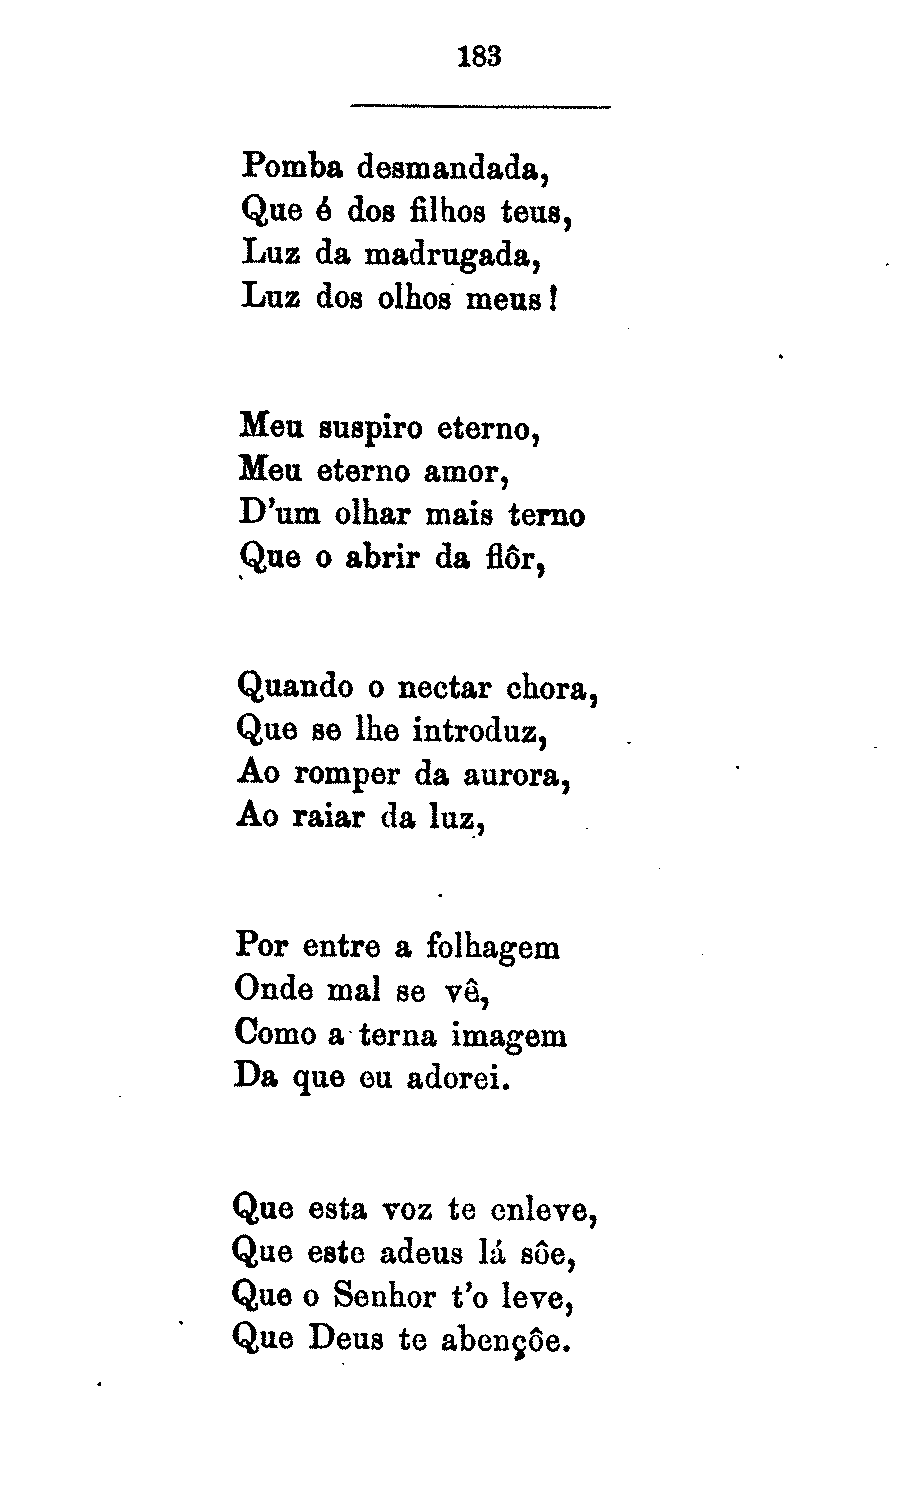 183
Pomba desmandada,
Que é dos filhos teus,
Luz da madrugada,
Luz dos olhos meus!
Meu suspiro eterno,
Meu eterno amor,
D'um olhar mais terno
Que o abrir da flôr,
Quando o nectar chora,
Que se lhe introduz,
Ao romper da aurora,
Ao raiar da luz,
Por entre a folhagem
Onde mal se vê,
Como a terna imagem
Da que eu adorei.
Que esta voz te enleve,
Que este adeus lá sôe,
Que o Senhor t'o leve,
Que Deus te abençôe.